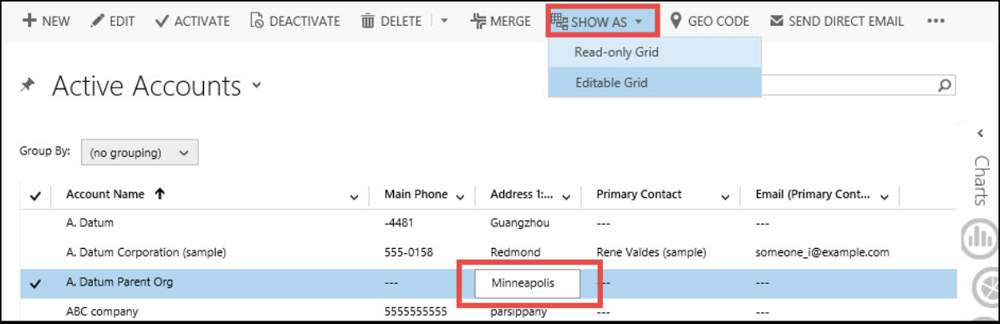 + NEW EDIT ACTIVATE DEACTIVATE DELETE MERGE SHOW AS GEO CODE SEND DIRECT EMAIL •••
Read-only Grid
Active Accounts
Editable Grid
Group By: (no grouping)
Charts
Account Name ↑ Main Phone Address 1:... Primary Contact Email (Primary Cont...
A. Datum -4481 Guangzhou --- ---
A. Datum Corporation (sample) 555-0158 Redmond Rene Valdes (sample) someone_i@example.com
A. Datum Parent Org --- Minneapolis --- ---
ABC company 5555555555 parsippany --- ---